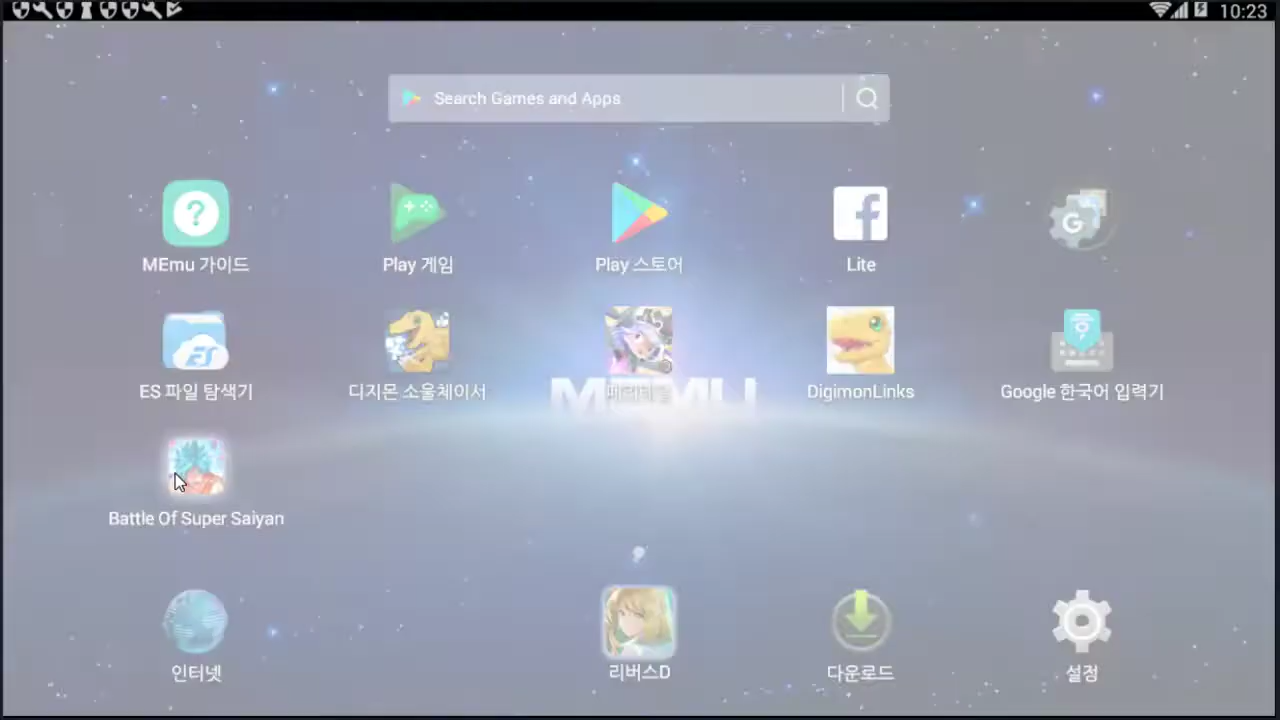 10:23
Search Games and Apps
MEmu 가이드
Play 게임
Play 스토어
Lite
ES 파일 탐색기
디지몬 소울체이서
DigimonLinks
Google 한국어 입력기
MEMU
Battle Of Super Saiyan
인터넷
리버스D
다운로드
설정